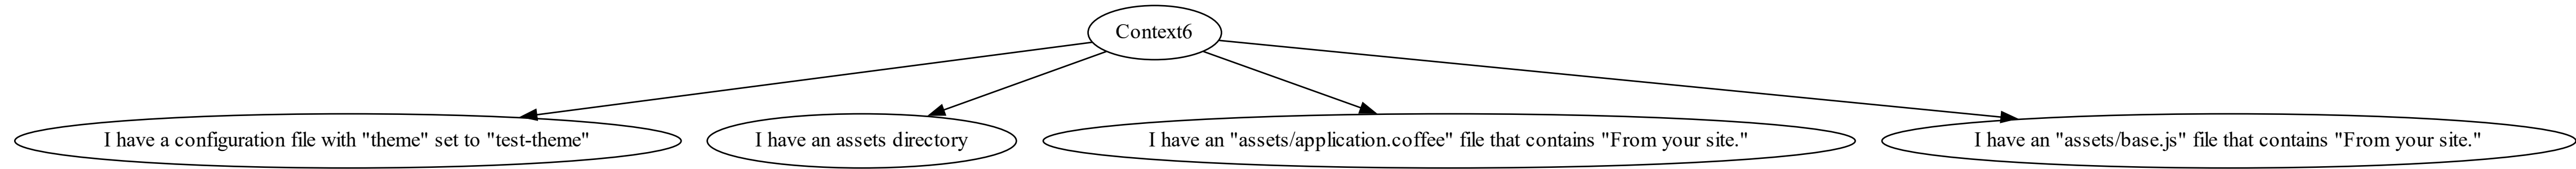 Context6
I have a configuration file with "theme" set to "test-theme"
I have an assets directory
I have an "assets/application.coffee" file that contains "From your site."
I have an "assets/base.js" file that contains "From your site."